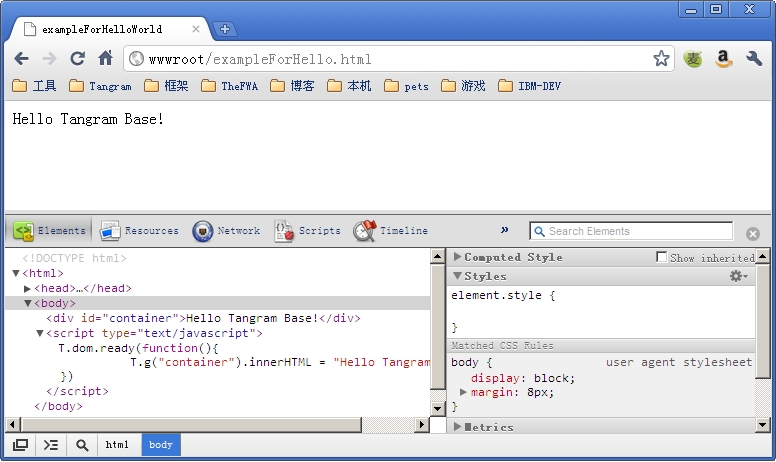 exampleForHelloWorld
wwwroot/exampleForHello.html
工具 Tangram 框架 TheFWA 博客 本机 pets 游戏 IBM-DEV
Hello Tangram Base!
Elements Resources Network Scripts Timeline » Search Elements
<!DOCTYPE html>
<html>
<head>…</head>
<body>
<div id="container">Hello Tangram Base!</div>
<script type="text/javascript">
T.dom.ready(function(){
T.g("container").innerHTML = "Hello Tangram
})
</script>
</body>
Computed Style Show inherited
Styles
element.style {
}
Matched CSS Rules
body { user agent stylesheet
display: block;
margin: 8px;
}
Metrics
html body